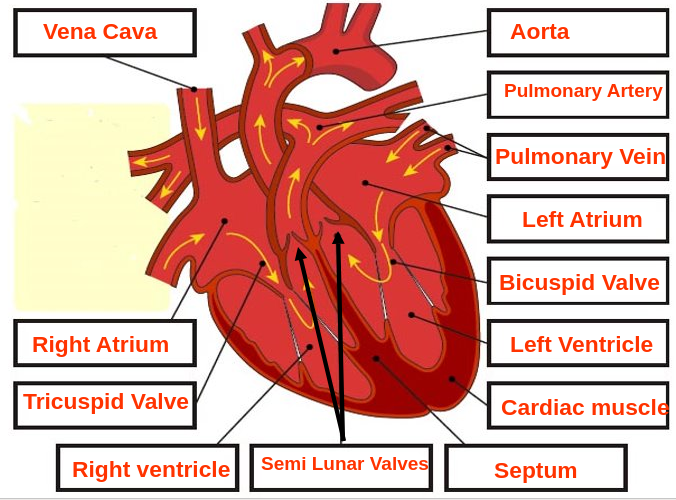 Vena Cava
Aorta
Pulmonary Artery
Pulmonary Vein
Left Atrium
Bicuspid Valve
Right Atrium
Left Ventricle
Tricuspid Valve
Cardiac muscle
Right ventricle
Semi Lunar Valves
Septum